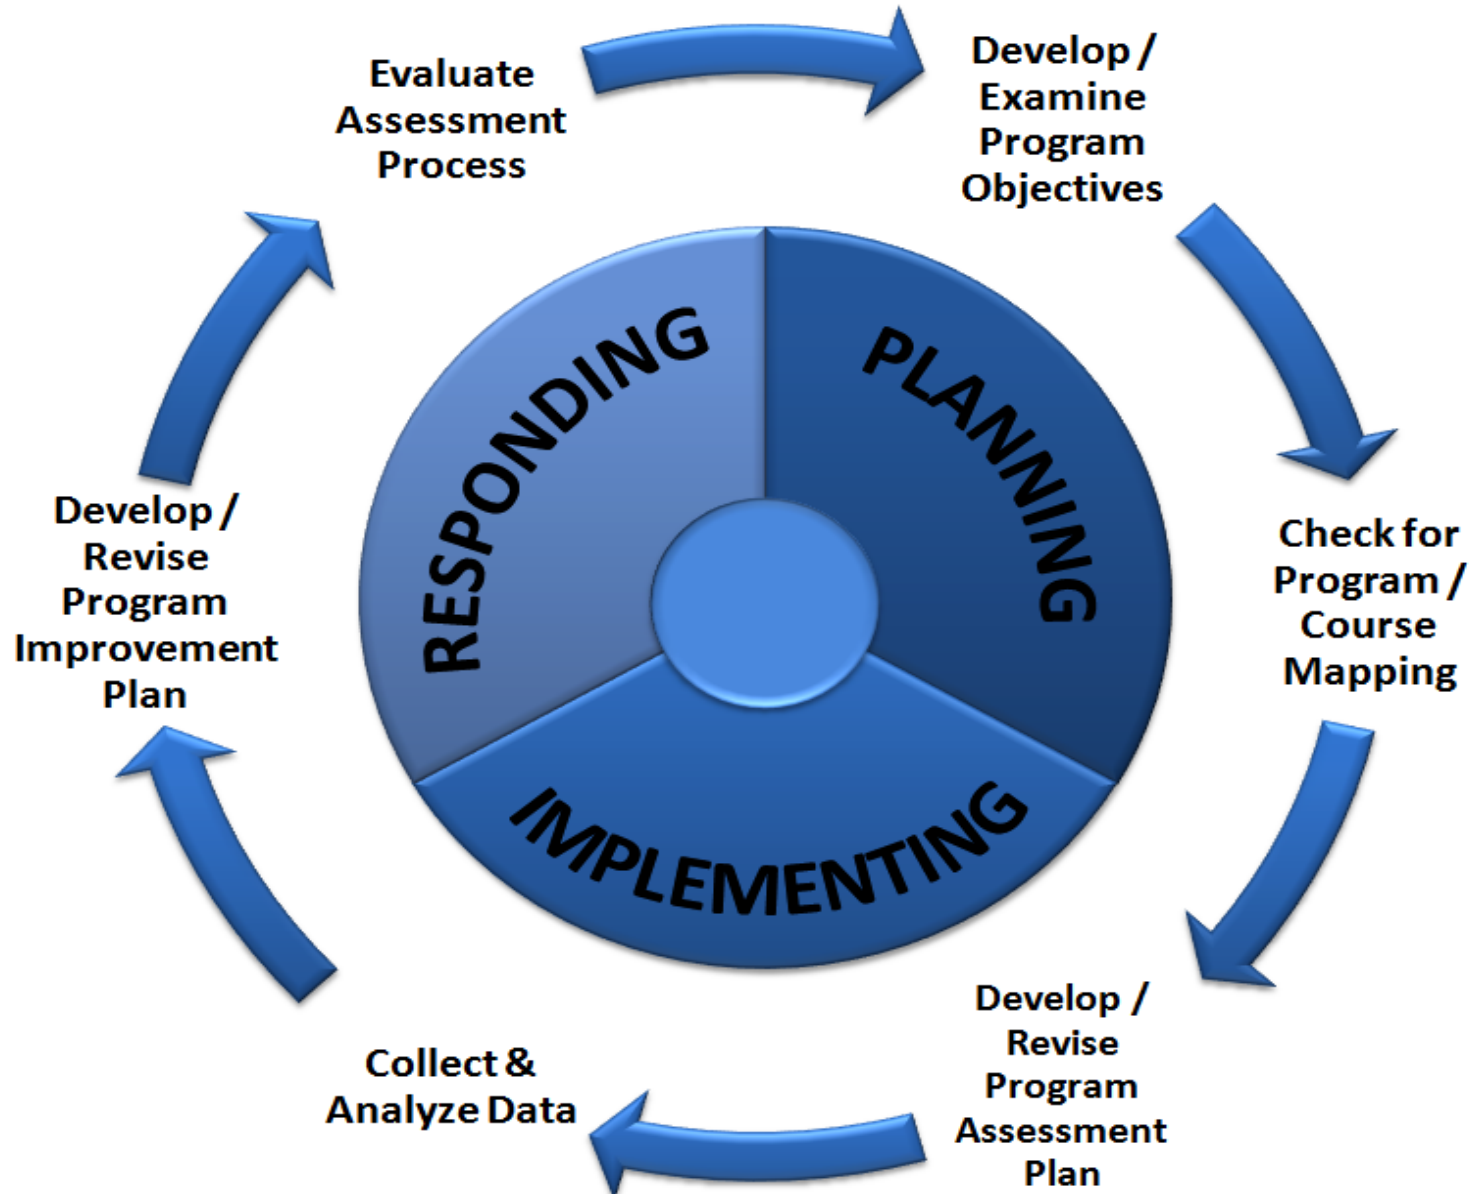 Evaluate
Assessment
Process
Develop /
Examine
Program
Objectives
Check for
Program /
Course
Mapping
Develop /
Revise
Program
Assessment
Plan
Collect &
Analyze Data
Develop /
Revise
Program
Improvement
Plan
RESPONDING
PLANNING
IMPLEMENTING